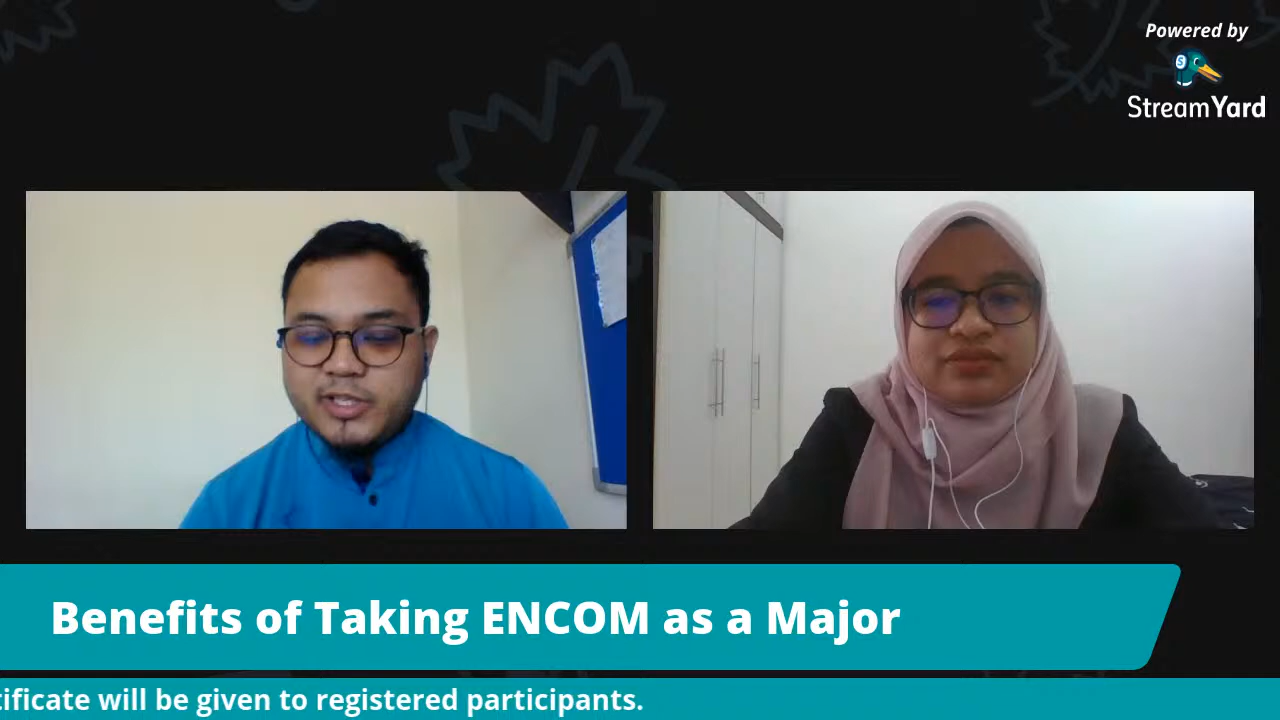 Powered by
StreamYard
Benefits of Taking ENCOM as a Major
tificate will be given to registered participants.